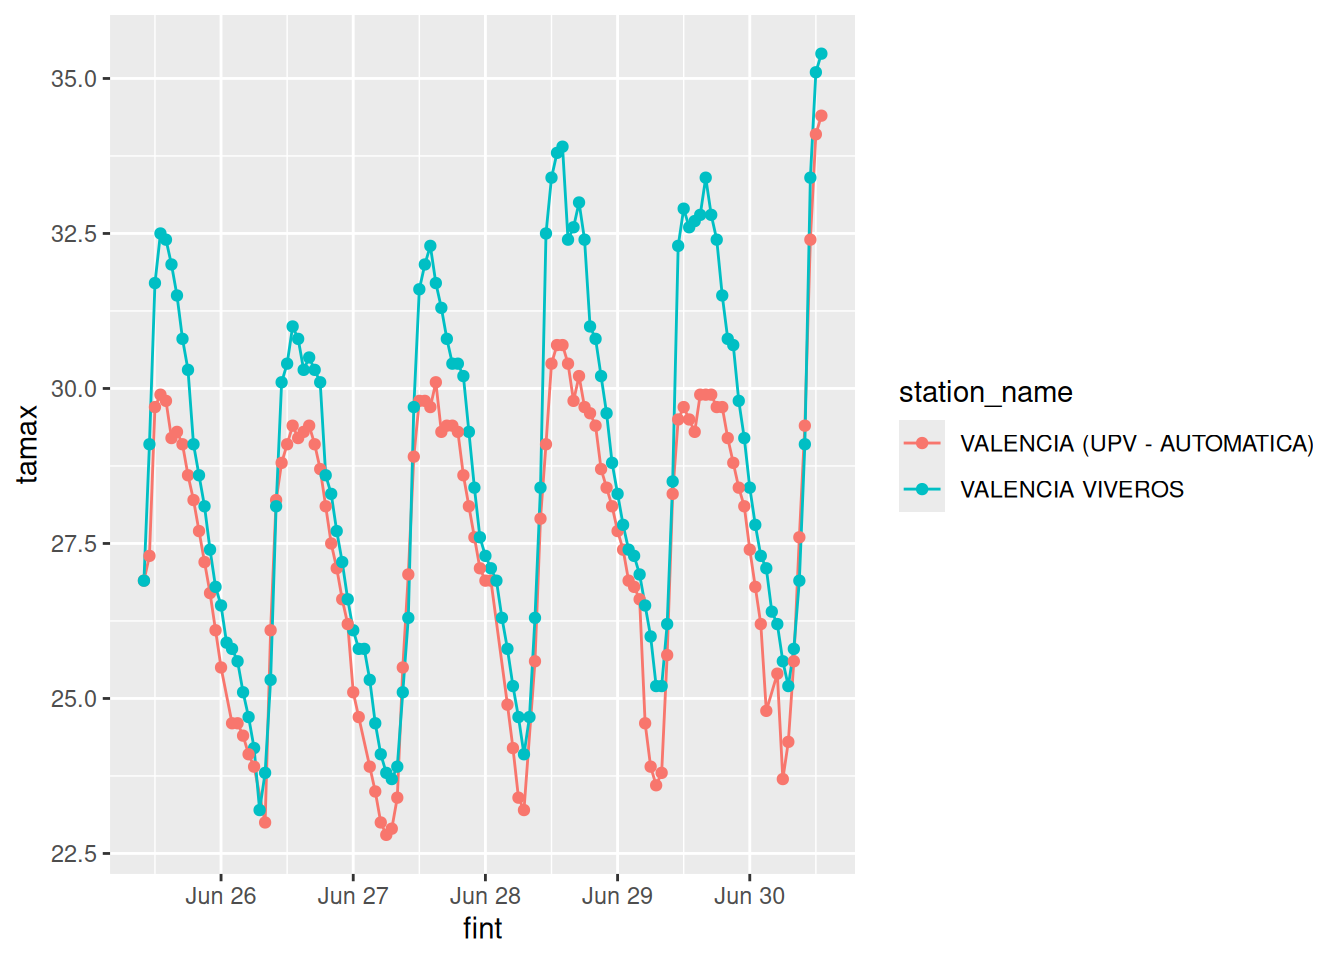 35.0
32.5
30.0
27.5
25.0
22.5
tamax
Jun 26 Jun 27 Jun 28 Jun 29 Jun 30
fint
station_name
VALENCIA (UPV - AUTOMATICA)
VALENCIA VIVEROS